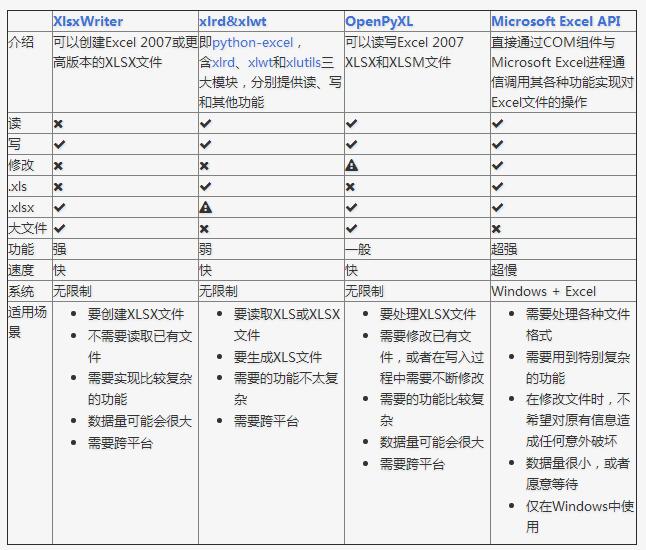 XlsxWriter xlrd&xlwt OpenPyXL Microsoft Excel API
介绍
可以创建Excel 2007或更
高版本的XLSX文件
即python-excel，
含xlrd、xlwt和xlutils三
大模块，分别提供读、写
和其他功能
可以读写Excel 2007
XLSX和XLSM文件
直接通过COM组件与
Microsoft Excel进程通
信调用其各种功能实现对
Excel文件的操作
读 ✖ ✔ ✔ ✔
写 ✔ ✔ ✔ ✔
修改 ✖ ✖ ⚠ ✔
.xls ✖ ✔ ✖ ✔
.xlsx ✔ ⚠ ✔ ✔
大文件 ✔ ✖ ✔ ✖
功能 强 弱 一般 超强
速度 快 快 快 超慢
系统 无限制 无限制 无限制 Windows + Excel
适用场
景
• 要创建XLSX文件
• 不需要读取已有文
件
• 需要实现比较复杂
的功能
• 数据量可能会很大
• 需要跨平台
• 要读取XLS或XLSX
文件
• 要生成XLS文件
• 需要的功能不太复
杂
• 需要跨平台
• 要处理XLSX文件
• 需要修改已有文
件，或者在写入过
程中需要不断修改
• 需要的功能比较复
杂
• 数据量可能会很大
• 需要跨平台
• 需要处理各种文件
格式
• 需要用到特别复杂
的功能
• 在修改文件时，不
希望对原有信息造
成任何意外破坏
• 数据量很小，或者
愿意等待
• 仅在Windows中使
用